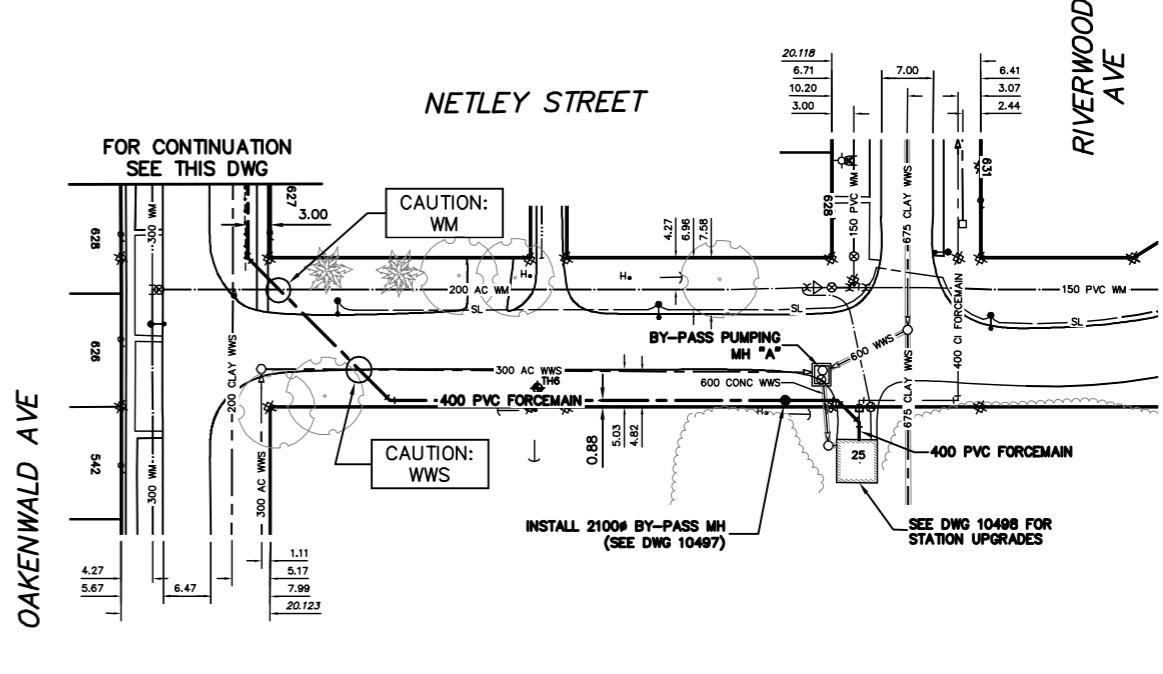 RIVERWOOD
AVE
NETLEY STREET
20.118
6.71
10.20
3.00
7.00
6.41
3.07
2.44
FOR CONTINUATION
SEE THIS DWG
CAUTION:
WM
3.00
627
628
300 WM
4.27
6.96
7.58
628
150 PVC WM
675 CLAY WWS
631
H.
H.
200 AC WM
150 PVC WM
SL
SL
SL
400 CI FORCEMAIN
BY-PASS PUMPING
MH "A"
600 WWS
626
200 CLAY WWS
300 AC WWS
TH6
600 CONC WWS
675 CLAY WWS
400 PVC FORCEMAIN
H.
0.88
5.03
4.82
OAKENWALD AVE
542
300 WM
300 AC WWS
CAUTION:
WWS
25
400 PVC FORCEMAIN
INSTALL 2100ø BY-PASS MH
(SEE DWG 10497)
SEE DWG 10498 FOR
STATION UPGRADES
4.27
5.67
6.47
1.11
5.17
7.99
20.123